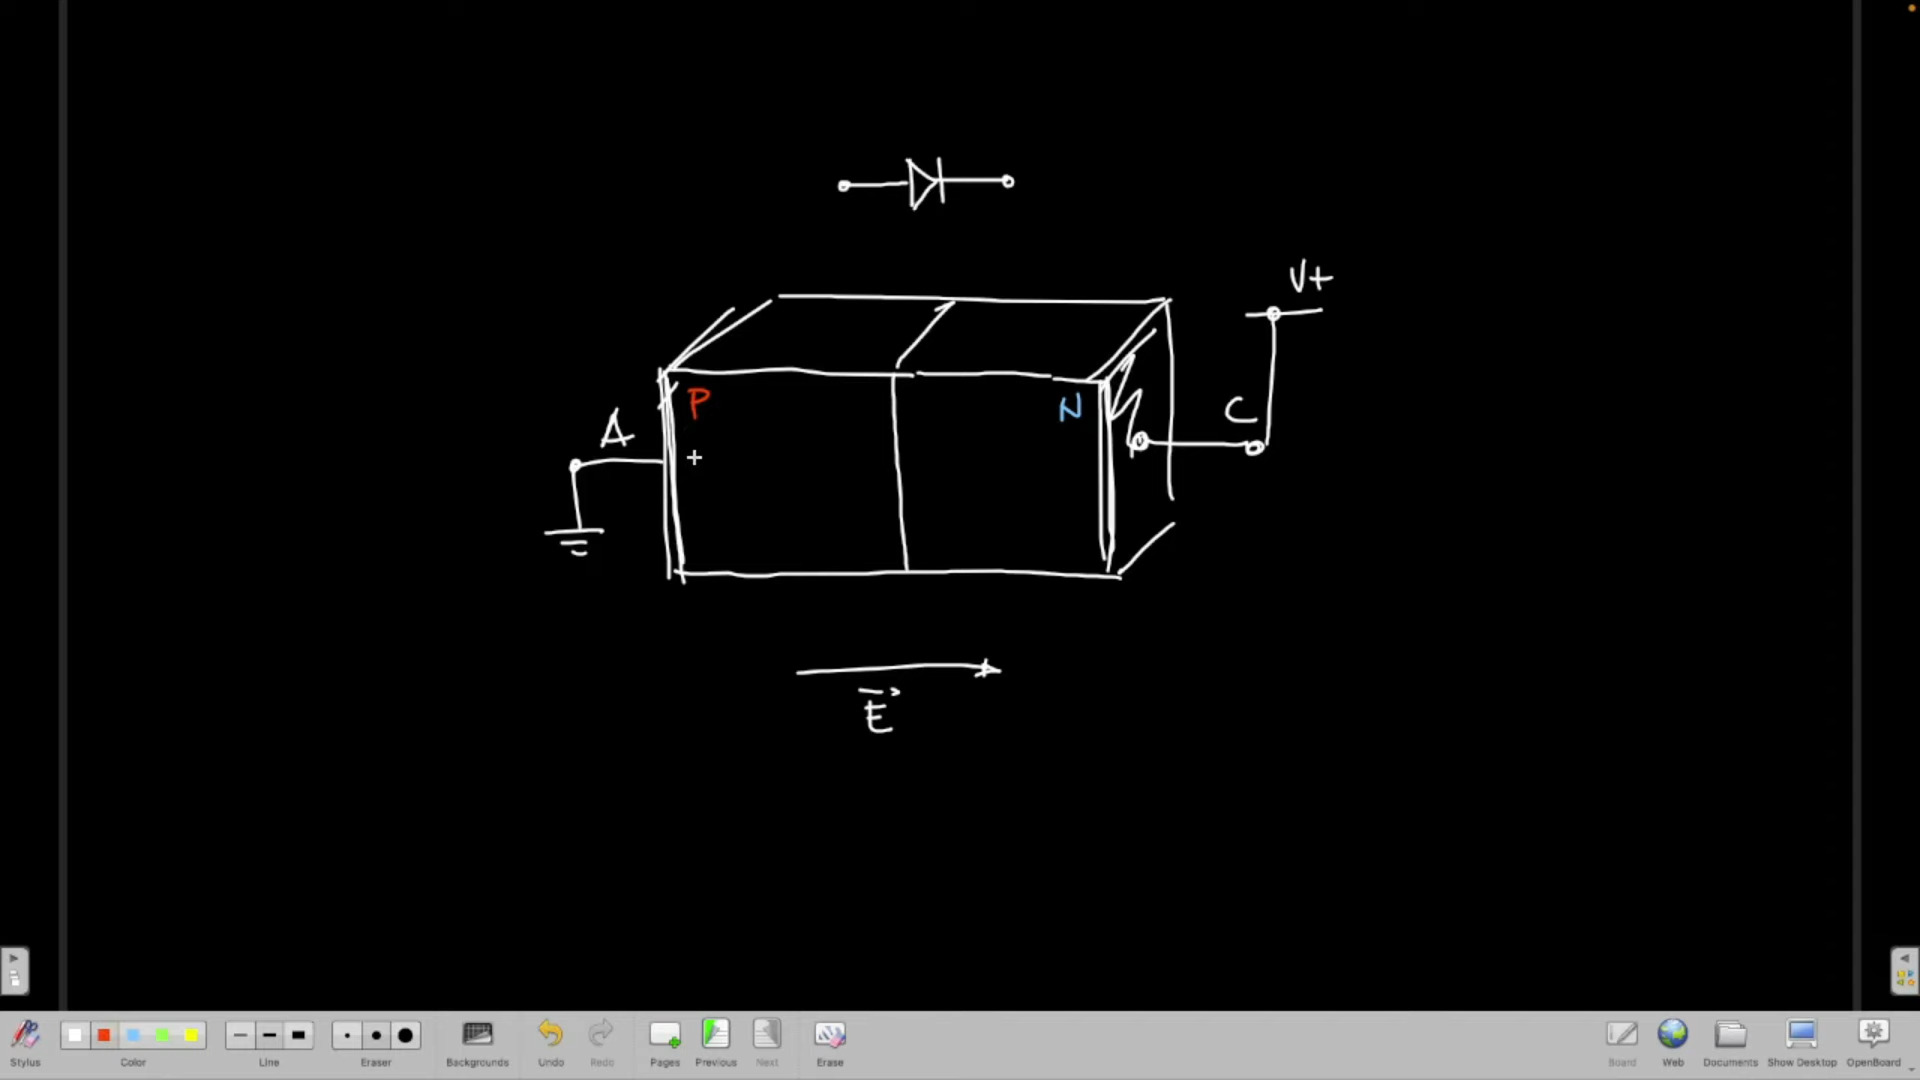 V+
P
N
C
A
+
E
Stylus
Color
Line
Eraser
Backgrounds
Undo
Redo
Pages
Previous
Next
Erase
Board
Web
Documents
Show Desktop
OpenBoard